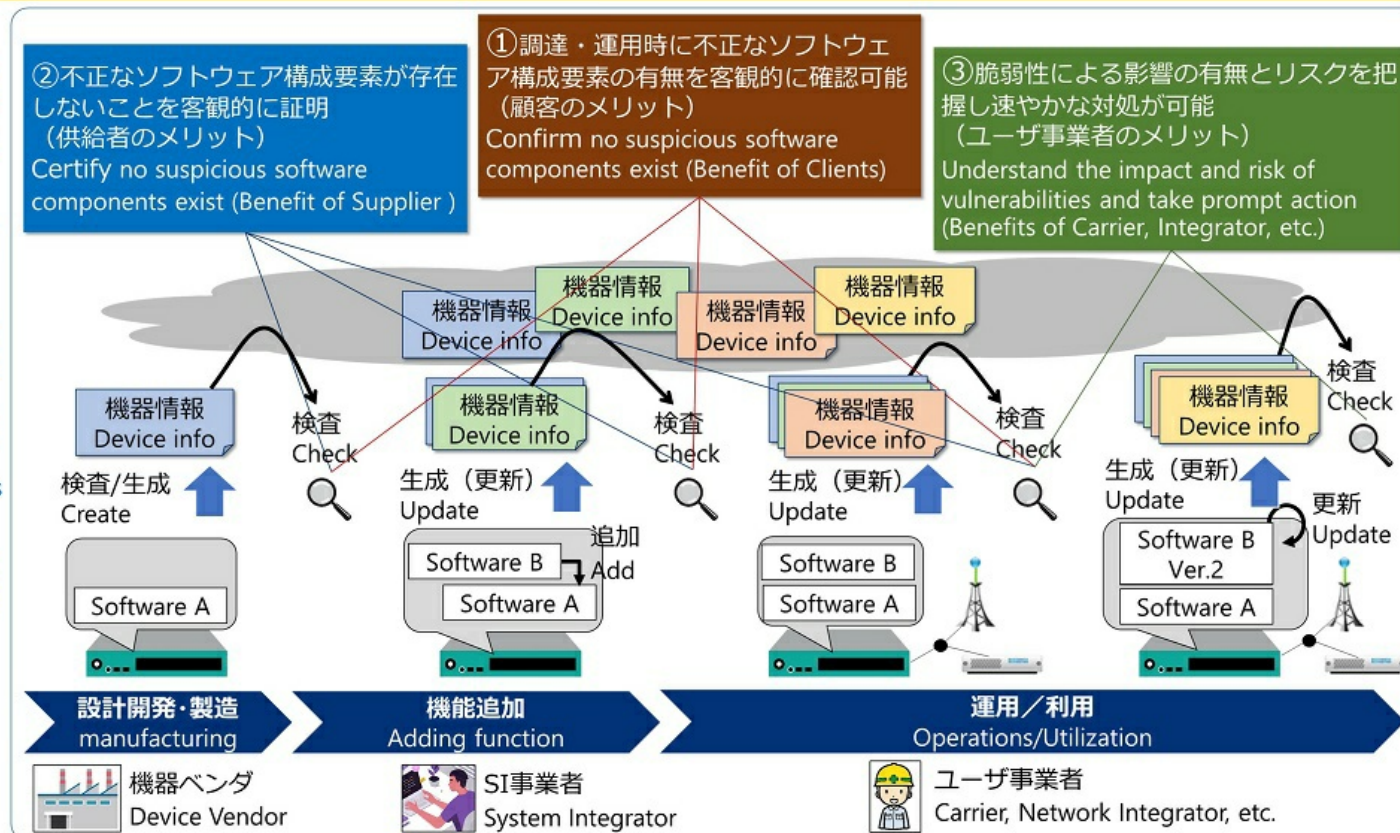 ②不正なソフトウェア構成要素が存在
しないことを客観的に証明
（供給者のメリット）
Certify no suspicious software
components exist (Benefit of Supplier )
①調達・運用時に不正なソフトウェ
ア構成要素の有無を客観的に確認可能
（顧客のメリット）
Confirm no suspicious software
components exist (Benefit of Clients)
③脆弱性による影響の有無とリスクを把
握し速やかな対処が可能
（ユーザ事業者のメリット）
Understand the impact and risk of
vulnerabilities and take prompt action
(Benefits of Carrier, Integrator, etc.)
機器情報
Device info
機器情報
Device info
機器情報
Device info
機器情報
Device info
機器情報
Device info
検査
Check
検査/生成
Create
Software A
機器情報
Device info
検査
Check
生成（更新）
Update
追加
Add
Software B
Software A
機器情報
Device info
検査
Check
生成（更新）
Update
Software B
Software A
機器情報
Device info
検査
Check
生成（更新）
Update
更新
Update
Software B
Ver.2
Software A
設計開発・製造
manufacturing
機能追加
Adding function
運用／利用
Operations/Utilization
機器ベンダ
Device Vendor
SI事業者
System Integrator
ユーザ事業者
Carrier, Network Integrator, etc.